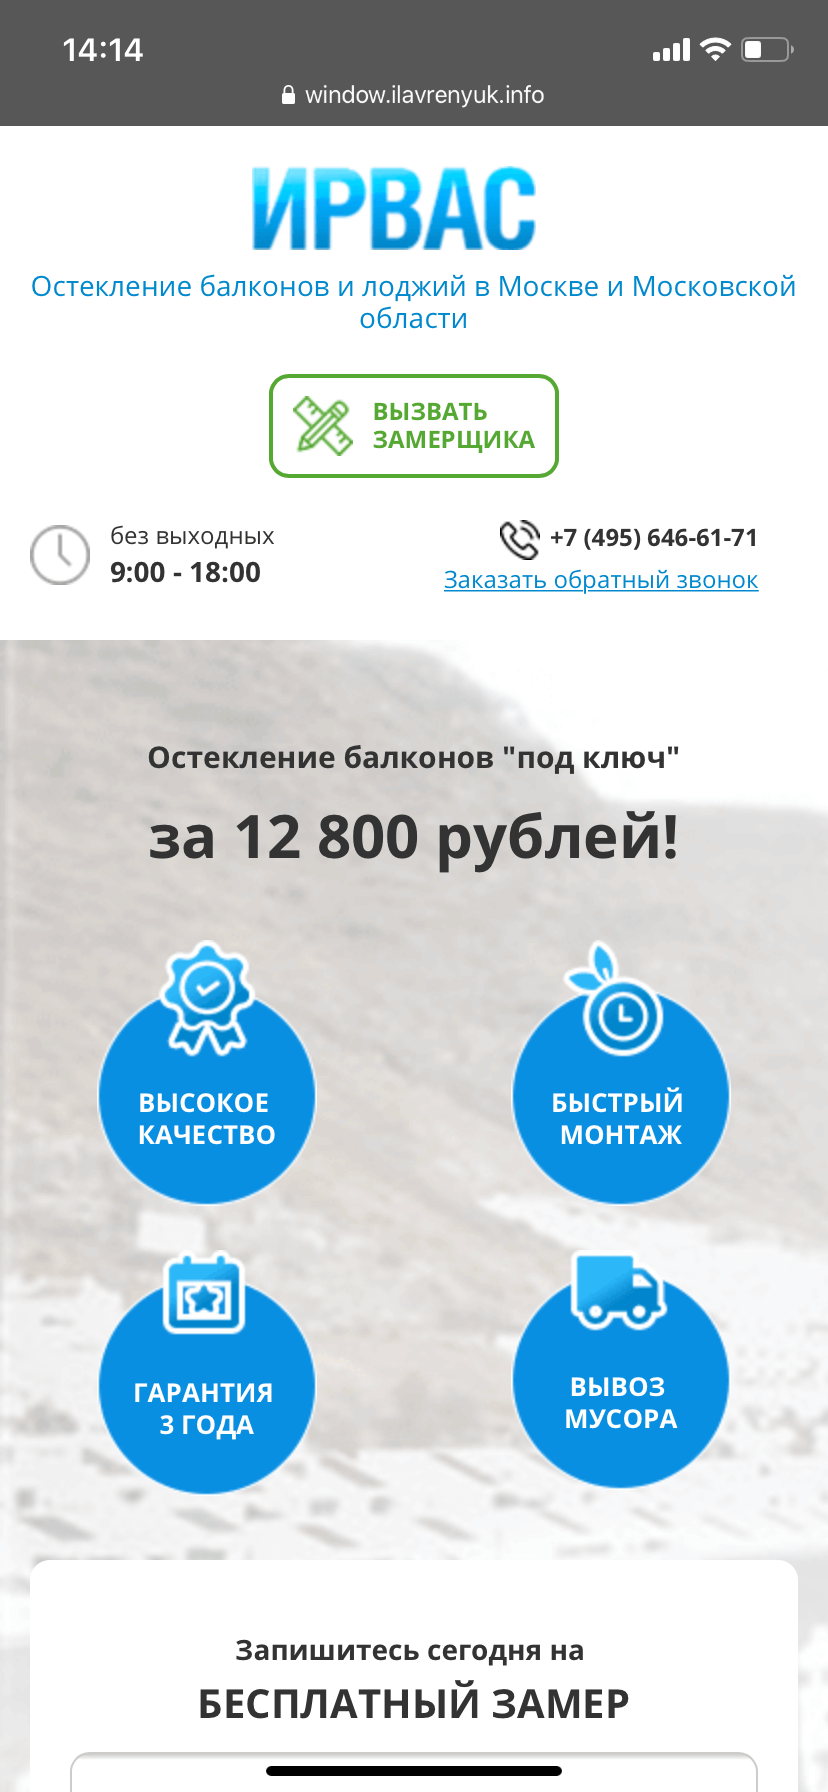 14:14
window.ilavrenyuk.info
ИРВАС
Остекление балконов и лоджий в Москве и Московской
области
ВЫЗВАТЬ
ЗАМЕРЩИКА
без выходных
9:00 - 18:00
+7 (495) 646-61-71
Заказать обратный звонок
Остекление балконов "под ключ"
за 12 800 рублей!
ВЫСОКОЕ
КАЧЕСТВО
БЫСТРЫЙ
МОНТАЖ
ГАРАНТИЯ
3 ГОДА
ВЫВОЗ
МУСОРА
Запишитесь сегодня на
БЕСПЛАТНЫЙ ЗАМЕР